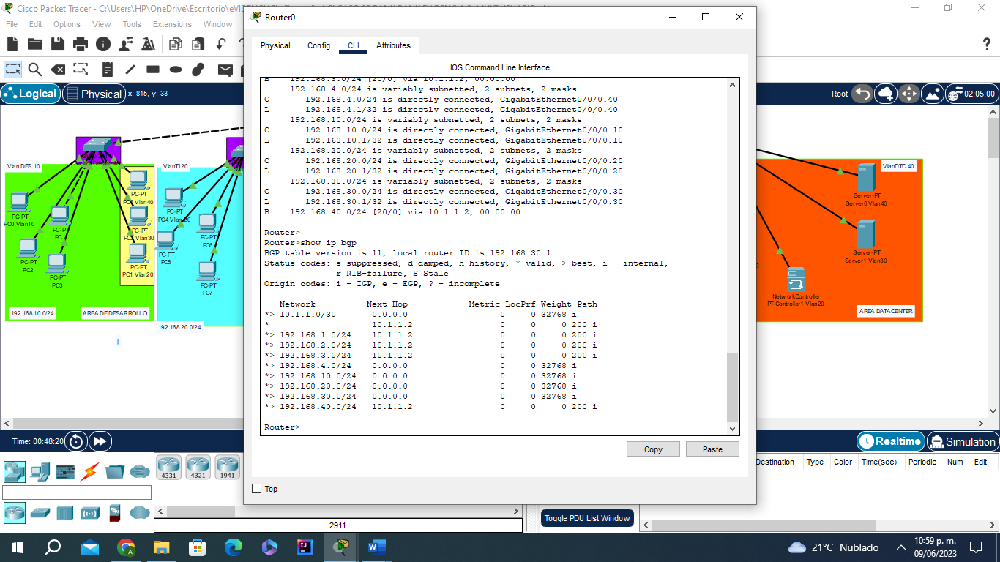 Cisco Packet Tracer - C:\Users\HP\OneDrive\Escritorio\eVIDENCIA
File Edit Options View Tools Extensions Window
Logical
Physical
x: 815, y: 33
Root
02:05:00
Router0
Physical Config CLI Attributes
IOS Command Line Interface
B 192.168.3.0/24 [20/0] via 10.1.1.2, 00:00:00
192.168.4.0/24 is variably subnetted, 2 subnets, 2 masks
C 192.168.4.0/24 is directly connected, GigabitEthernet0/0/0.40
L 192.168.4.1/32 is directly connected, GigabitEthernet0/0/0.40
192.168.10.0/24 is variably subnetted, 2 subnets, 2 masks
C 192.168.10.0/24 is directly connected, GigabitEthernet0/0/0.10
L 192.168.10.1/32 is directly connected, GigabitEthernet0/0/0.10
192.168.20.0/24 is variably subnetted, 2 subnets, 2 masks
C 192.168.20.0/24 is directly connected, GigabitEthernet0/0/0.20
L 192.168.20.1/32 is directly connected, GigabitEthernet0/0/0.20
192.168.30.0/24 is variably subnetted, 2 subnets, 2 masks
C 192.168.30.0/24 is directly connected, GigabitEthernet0/0/0.30
L 192.168.30.1/32 is directly connected, GigabitEthernet0/0/0.30
B 192.168.40.0/24 [20/0] via 10.1.1.2, 00:00:00
Router>
Router>show ip bgp
BGP table version is 11, local router ID is 192.168.30.1
Status codes: s suppressed, d damped, h history, * valid, > best, i - internal,
r RIB-failure, S Stale
Origin codes: i - IGP, e - EGP, ? - incomplete
Network Next Hop Metric LocPrf Weight Path
*> 10.1.1.0/30 0.0.0.0 0 0 32768 i
* 10.1.1.2 0 0 0 200 i
*> 192.168.1.0/24 10.1.1.2 0 0 0 200 i
*> 192.168.2.0/24 10.1.1.2 0 0 0 200 i
*> 192.168.3.0/24 10.1.1.2 0 0 0 200 i
*> 192.168.4.0/24 0.0.0.0 0 0 32768 i
*> 192.168.10.0/24 0.0.0.0 0 0 32768 i
*> 192.168.20.0/24 0.0.0.0 0 0 32768 i
*> 192.168.30.0/24 0.0.0.0 0 0 32768 i
*> 192.168.40.0/24 10.1.1.2 0 0 0 200 i
Router>
Copy
Paste
Top
Vlan DES 10
PC-PT
PC0 Vlan10
PC-PT
PC1
PC-PT
PC2
PC-PT
PC3
PC-PT
Vlan40
PC-PT
Vlan30
PC-PT
PC1 Vlan20
192.168.10.0/24
AREA DE DESARROLLO
VlanTI 20
PC-PT
PC4 Vlan 20
PC-PT
PC5
PC-PT
PC6
PC-PT
PC7
192.168.20.0/24
VlanDTC 40
Server-PT
Server0 Vlan40
Server-PT
Server1 Vlan30
NetworkController
PT-Controller1 Vlan20
AREA DATACENTER
Time: 00:48:20
Realtime
Simulation
4331
4321
1941
2911
Toggle PDU List Window
Destination Type Color Time(sec) Periodic Num Edit
21°C Nublado
10:59 p. m.
09/06/2023